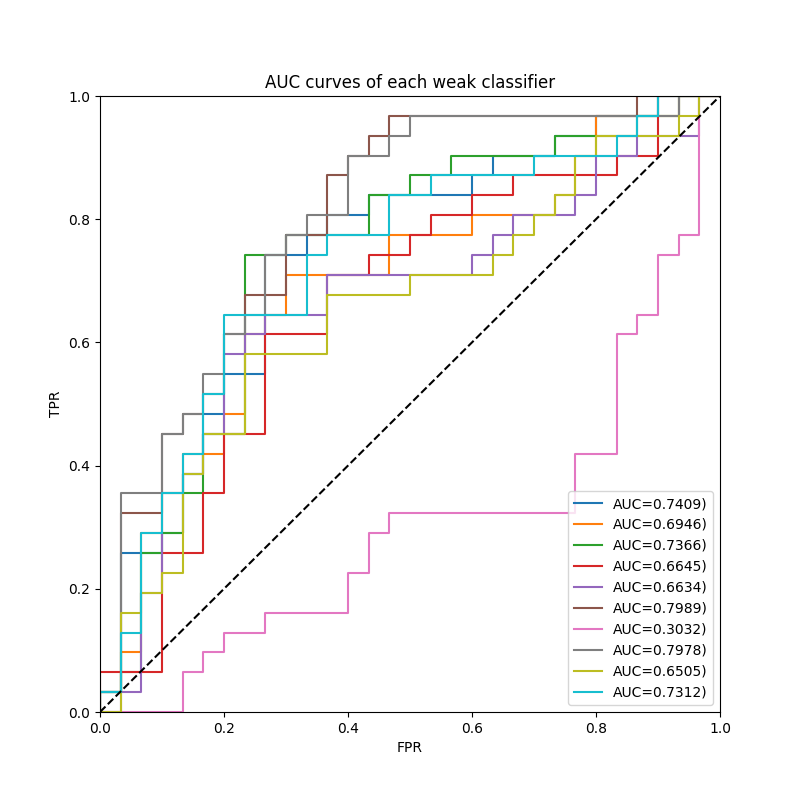 AUC curves of each weak classifier
1.0
0.8
0.6
0.4
0.2
0.0
TPR
0.0 0.2 0.4 0.6 0.8 1.0
FPR
AUC=0.7409)
AUC=0.6946)
AUC=0.7366)
AUC=0.6645)
AUC=0.6634)
AUC=0.7989)
AUC=0.3032)
AUC=0.7978)
AUC=0.6505)
AUC=0.7312)